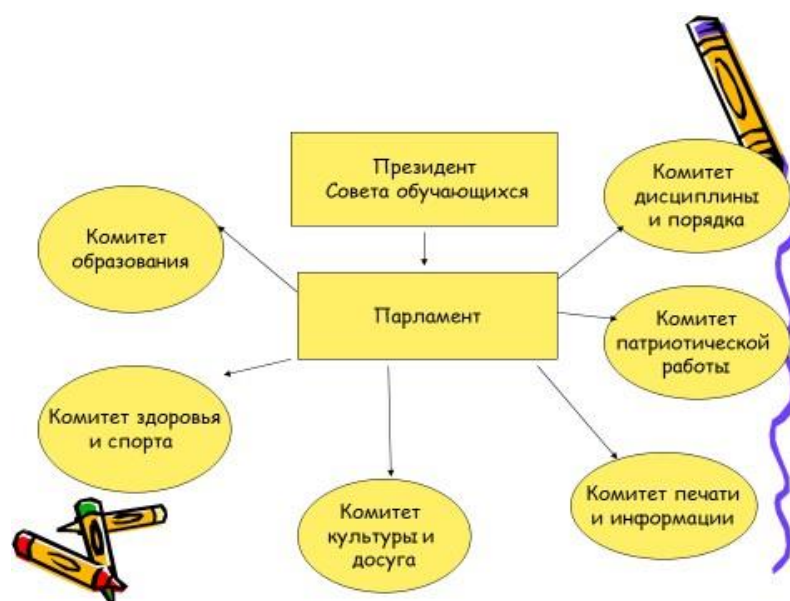 Президент
Совета обучающихся
Комитет
дисциплины
и порядка
Комитет
образования
Парламент
Комитет
патриотической
работы
Комитет здоровья
и спорта
Комитет
культуры и
досуга
Комитет печати
и информации